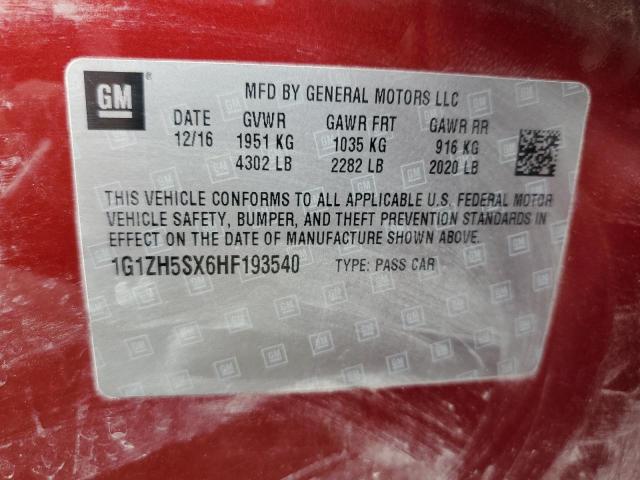 GM ®
MFD BY GENERAL MOTORS LLC
DATE GVWR GAWR FRT GAWR RR
12/16 1951 KG 1035 KG 916 KG
4302 LB 2282 LB 2020 LB
THIS VEHICLE CONFORMS TO ALL APPLICABLE U.S. FEDERAL MOTOR
VEHICLE SAFETY, BUMPER, AND THEFT PREVENTION STANDARDS IN
EFFECT ON THE DATE OF MANUFACTURE SHOWN ABOVE.
1G1ZH5SX6HF193540 TYPE: PASS CAR